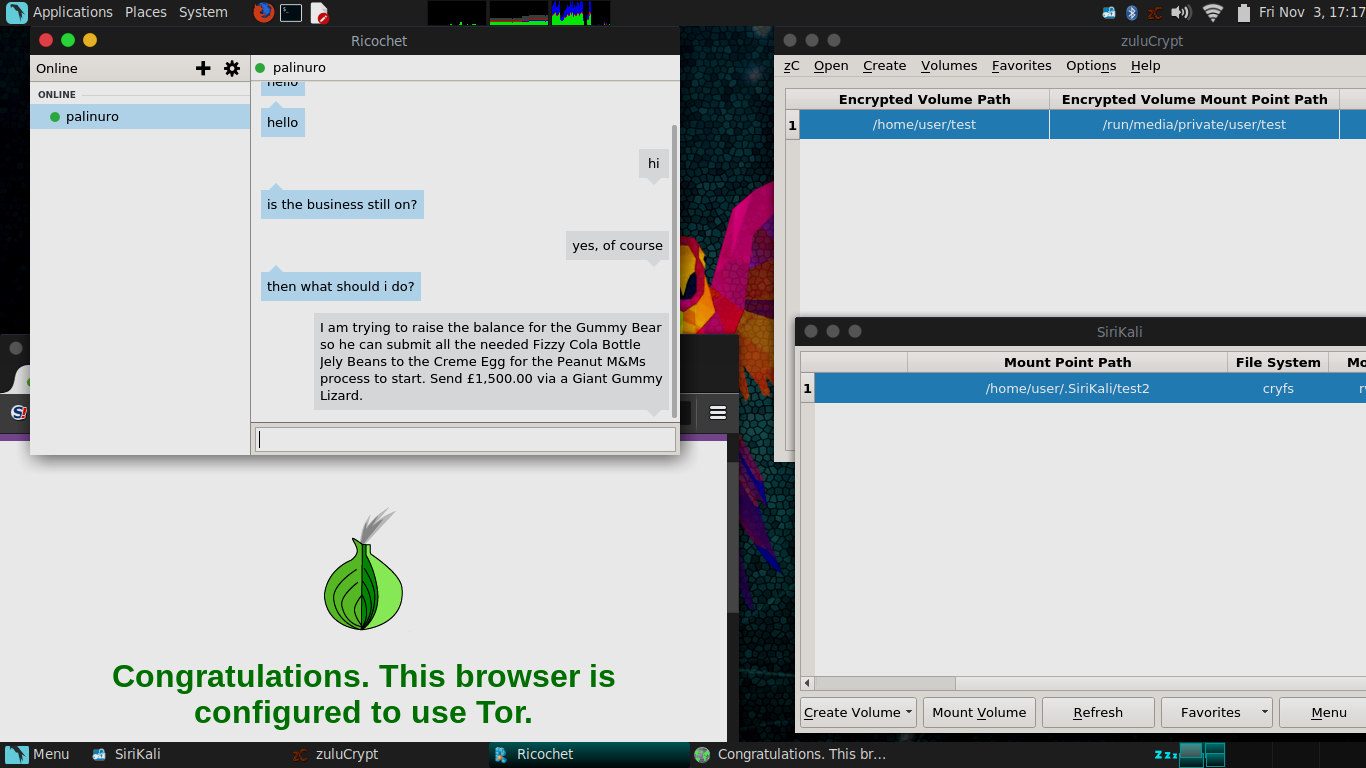 Applications Places System
Fri Nov 3, 17:17
Ricochet
Online
palinuro
ONLINE
palinuro
hello
hello
hi
is the business still on?
yes, of course
then what should i do?
I am trying to raise the balance for the Gummy Bear
so he can submit all the needed Fizzy Cola Bottle
Jely Beans to the Creme Egg for the Peanut M&Ms
process to start. Send £1,500.00 via a Giant Gummy
Lizard.
zuluCrypt
zC Open Create Volumes Favorites Options Help
Encrypted Volume Path Encrypted Volume Mount Point Path
1 /home/user/test /run/media/private/user/test
SiriKali
Mount Point Path File System Mo
1 /home/user/.SiriKali/test2 cryfs r
Create Volume Mount Volume Refresh Favorites Menu
Congratulations. This browser is
configured to use Tor.
Menu SiriKali zC zuluCrypt Ricochet Congratulations. This br...
zzz